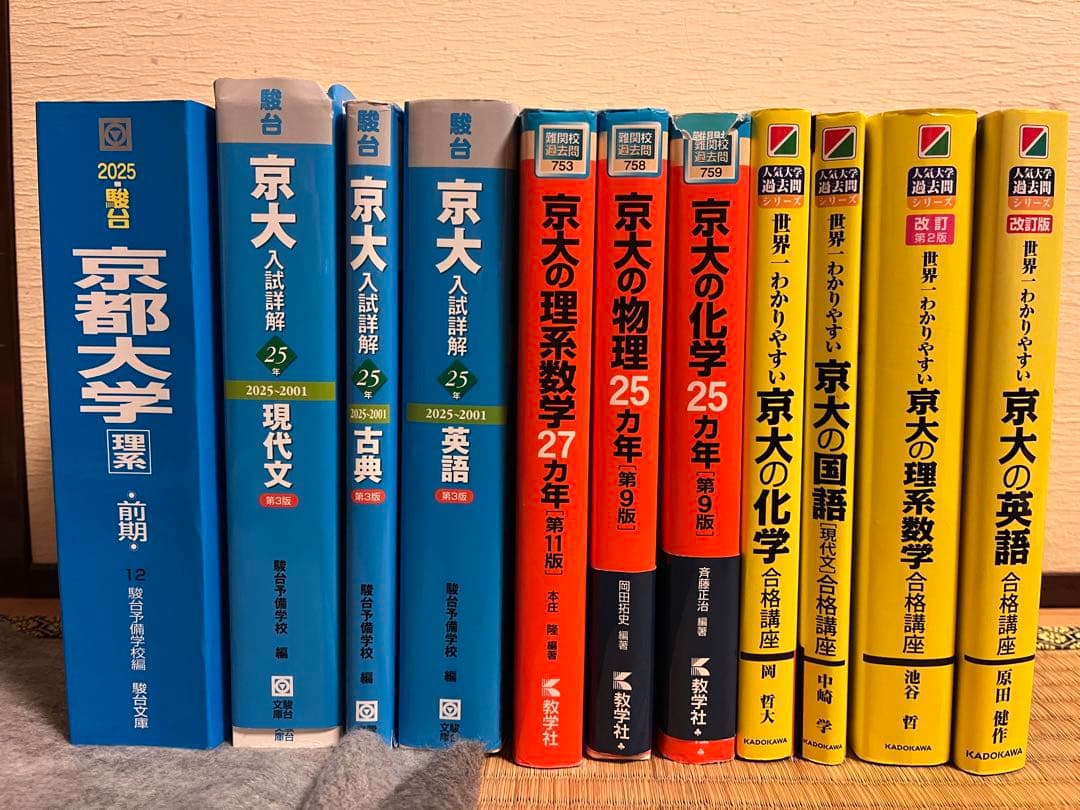 2025・駿台
京都大学
理系
・前期・
12
駿台予備学校編
駿台文庫
駿台
京大入試詳解
25年
2025~2001
現代文
第3版
駿台予備学校 編
駿台文庫
駿台
京大入試詳解
25年
2025~2001
古典
第3版
駿台予備学校 編
駿台文庫
駿台
京大入試詳解
25年
2025~2001
英語
第3版
駿台予備学校 編
駿台文庫
難関校過去問
753
京大の理系数学27カ年[第11版]
本庄 隆 編著
教学社
難関校過去問
758
京大の物理25カ年[第9版]
岡田拓史 編著
教学社
難関校過去問
759
京大の化学25カ年[第9版]
斉藤正治 編著
教学社
人気大学過去問シリーズ
世界一わかりやすい
京大の化学
合格講座
岡 哲大
KADOKAWA
人気大学過去問シリーズ
世界一わかりやすい
京大の国語
[現代文]
合格講座
中崎 学
KADOKAWA
人気大学過去問シリーズ
改訂第2版
世界一わかりやすい
京大の理系数学
合格講座
池谷 哲
KADOKAWA
人気大学過去問シリーズ
改訂版
世界一わかりやすい
京大の英語
合格講座
原田 健作
KADOKAWA